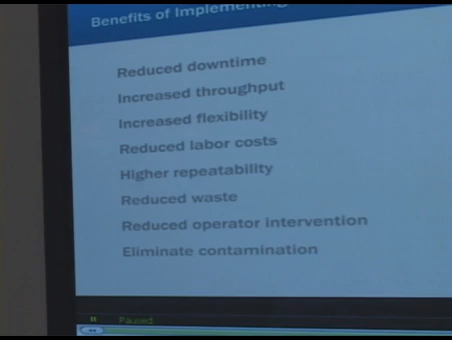 Benefits of Implementing
Reduced downtime
Increased throughput
Increased flexibility
Reduced labor costs
Higher repeatability
Reduced waste
Reduced operator intervention
Eliminate contamination
Paused